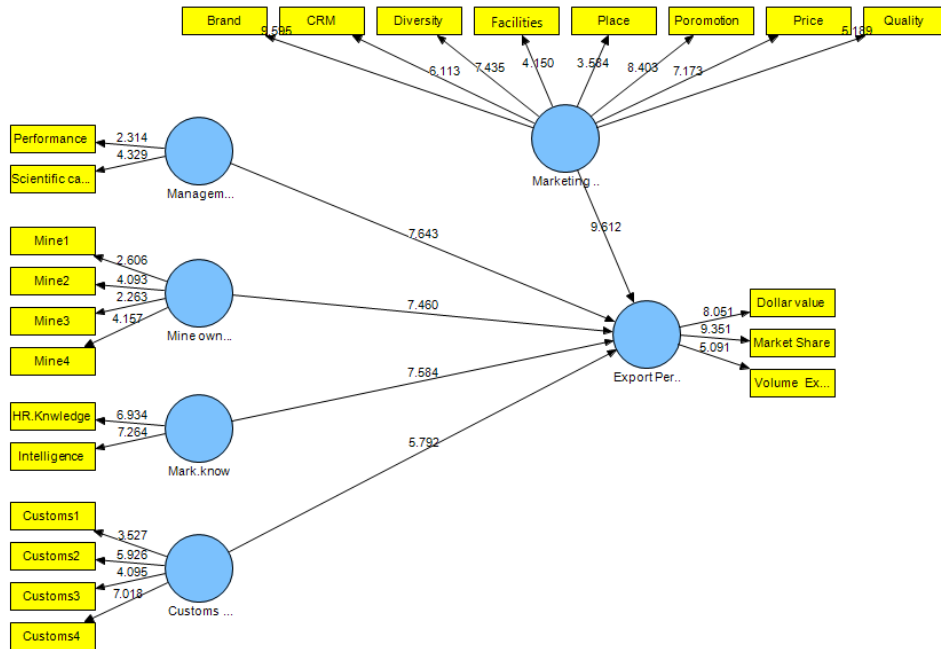 Brand
CRM
Diversity
Facilities
Place
Poromotion
Price
Quality
9.595
6.113
7.435
4.150
3.584
8.403
7.173
5.189
Marketing ..
9.612
Performance
Scientific ca...
2.314
4.329
Managem...
7.643
Mine1
Mine2
Mine3
Mine4
2.606
4.093
2.263
4.157
Mine own...
7.460
HR.Knwledge
Intelligence
6.934
7.264
Mark.know
7.584
Customs1
Customs2
Customs3
Customs4
3.527
5.926
4.095
7.018
Customs ...
5.792
Export Per..
8.051
9.351
5.091
Dollar value
Market Share
Volume Ex...